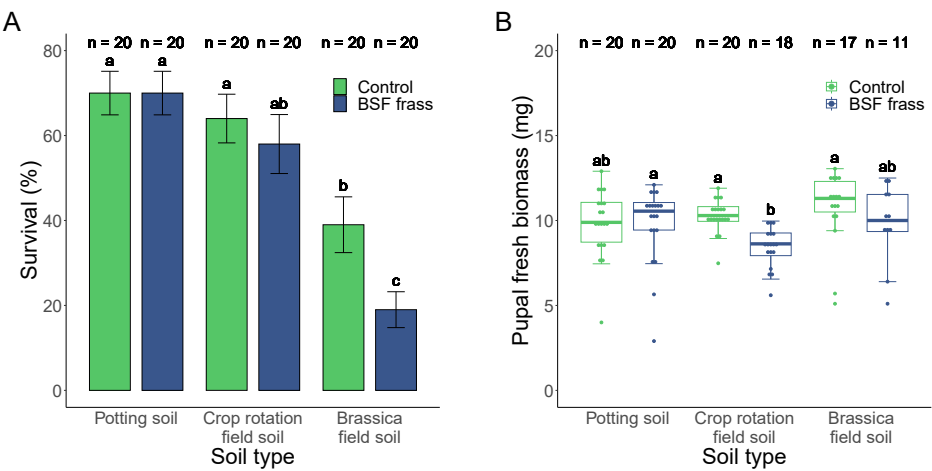 A
n = 20 n = 20 n = 20 n = 20 n = 20 n = 20
80
60
40
20
0
Survival (%)
a a a ab b c
Control
BSF frass
Potting soil Crop rotation field soil Brassica field soil
Soil type
B
n = 20 n = 20 n = 20 n = 18 n = 17 n = 11
20
15
10
5
0
Pupal fresh biomass (mg)
ab a a b a ab
Control
BSF frass
Potting soil Crop rotation field soil Brassica field soil
Soil type